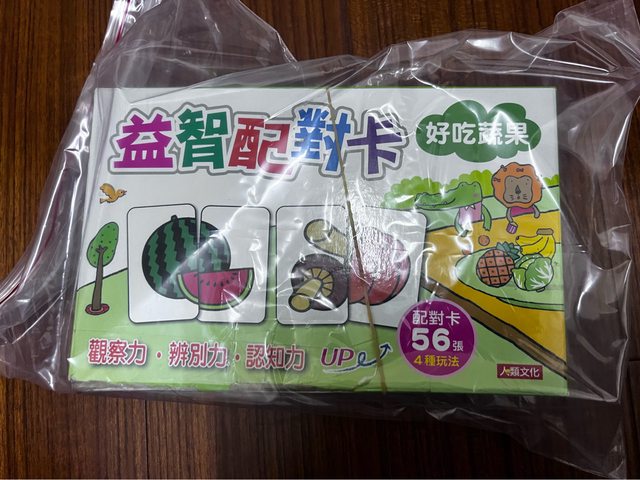 益智配對卡
好吃蔬果
配對卡
56張
4種玩法
觀察力・辨別力・認知力 UP
人類文化